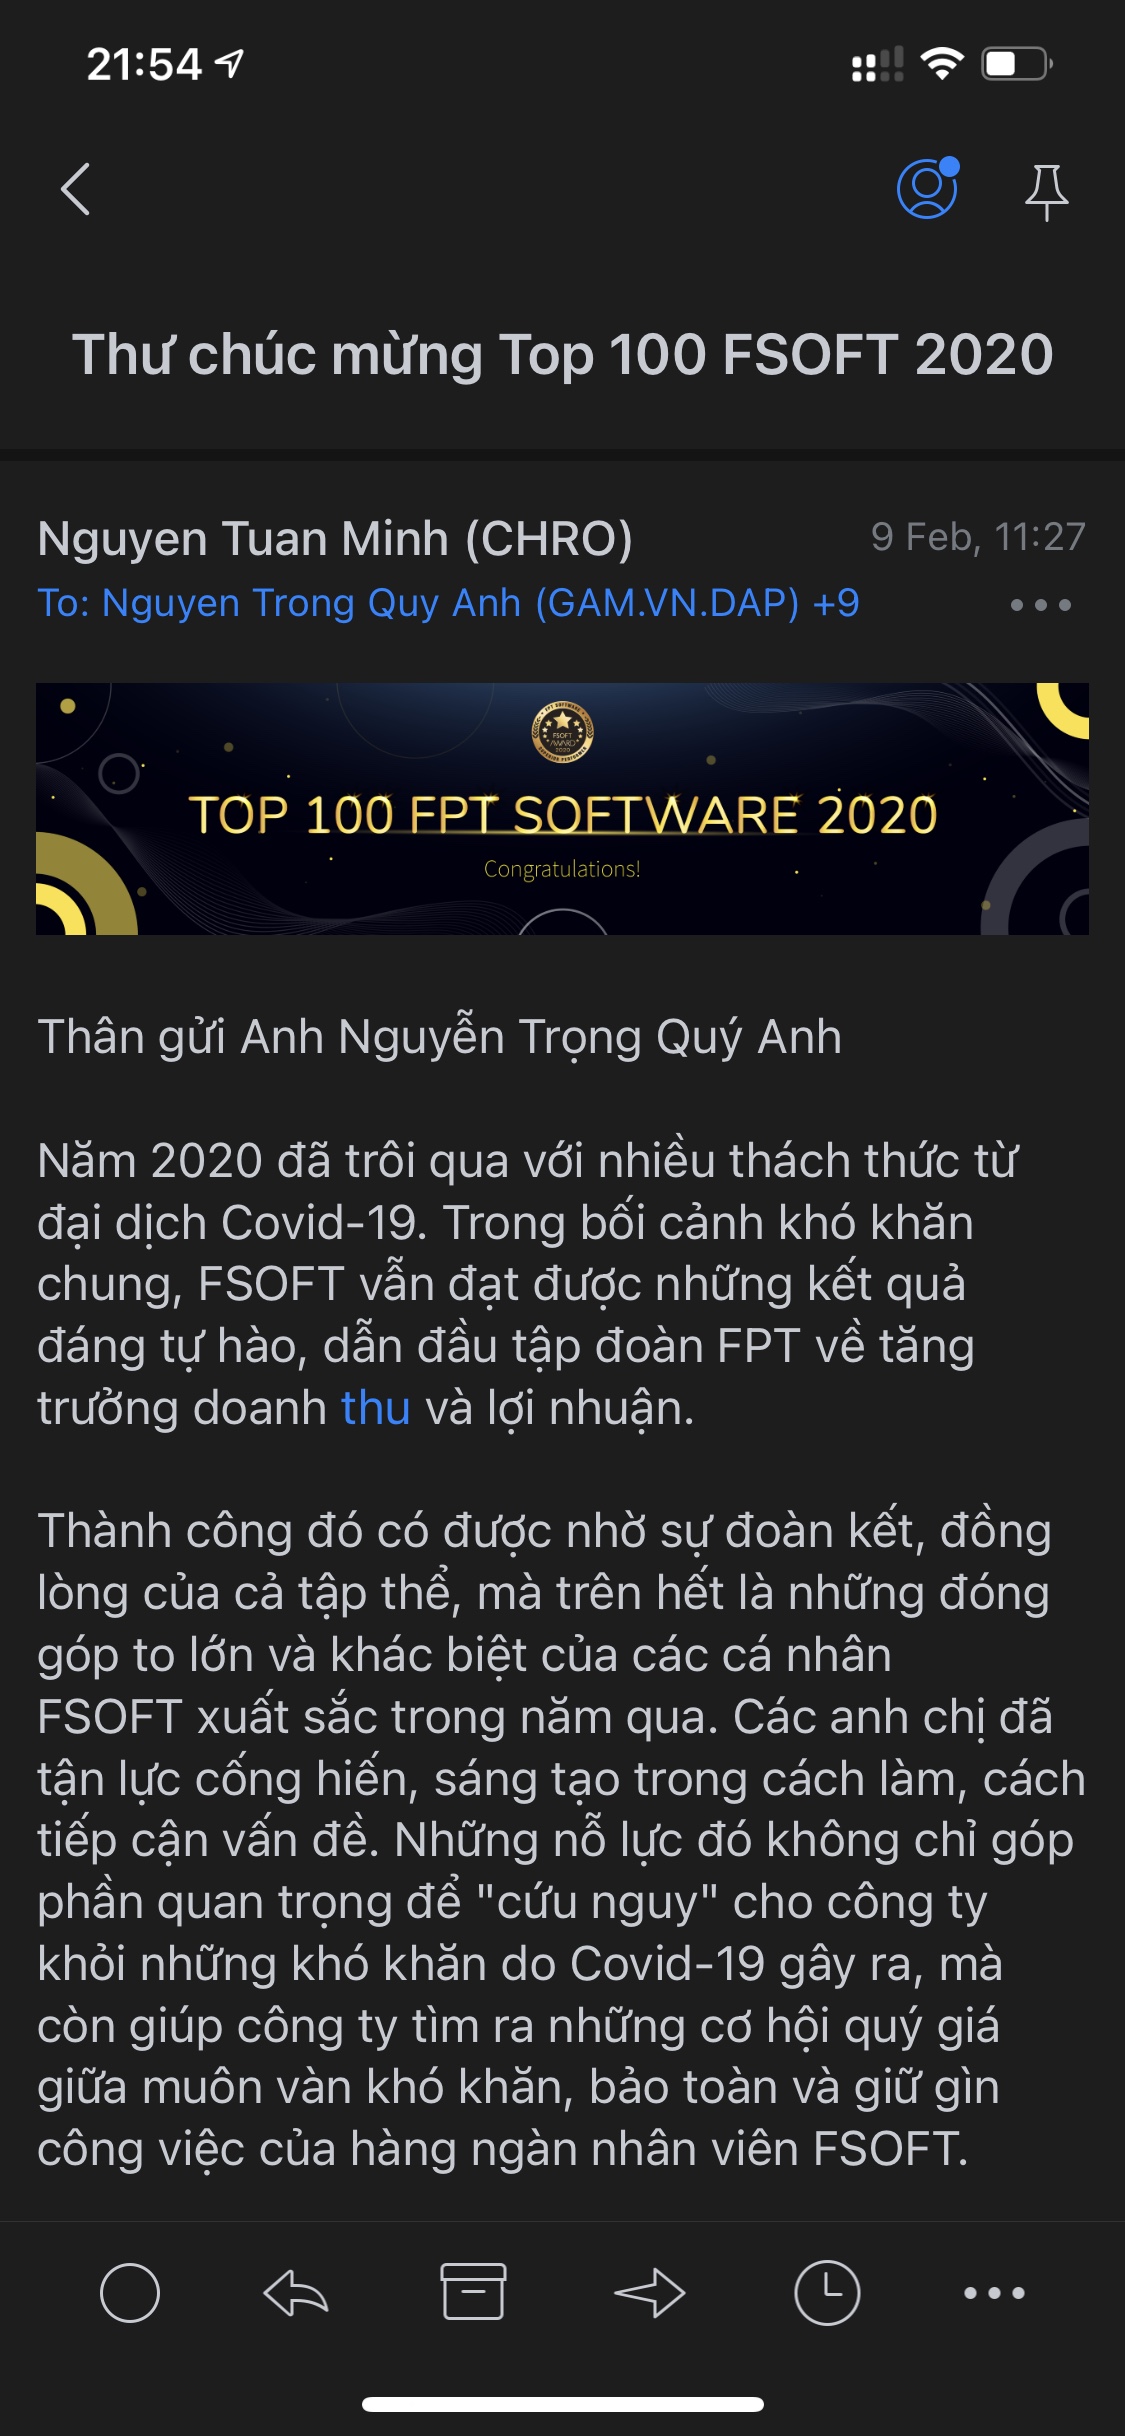 21:54
Thư chúc mừng Top 100 FSOFT 2020
Nguyen Tuan Minh (CHRO)
9 Feb, 11:27
To: Nguyen Trong Quy Anh (GAM.VN.DAP) +9
FSOFT
AWARD
2020
TOP 100 FPT SOFTWARE 2020
Congratulations!
Thân gửi Anh Nguyễn Trọng Quý Anh
Năm 2020 đã trôi qua với nhiều thách thức từ
đại dịch Covid-19. Trong bối cảnh khó khăn
chung, FSOFT vẫn đạt được những kết quả
đáng tự hào, dẫn đầu tập đoàn FPT về tăng
trưởng doanh thu và lợi nhuận.
Thành công đó có được nhờ sự đoàn kết, đồng
lòng của cả tập thể, mà trên hết là những đóng
góp to lớn và khác biệt của các cá nhân
FSOFT xuất sắc trong năm qua. Các anh chị đã
tận lực cống hiến, sáng tạo trong cách làm, cách
tiếp cận vấn đề. Những nỗ lực đó không chỉ góp
phần quan trọng để "cứu nguy" cho công ty
khỏi những khó khăn do Covid-19 gây ra, mà
còn giúp công ty tìm ra những cơ hội quý giá
giữa muôn vàn khó khăn, bảo toàn và giữ gìn
công việc của hàng ngàn nhân viên FSOFT.